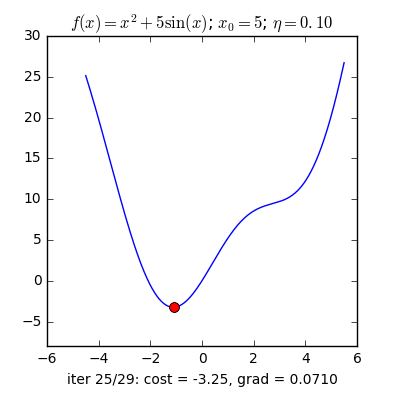 f(x) = x² + 5sin(x); x₀ = 5; η = 0.10
30
25
20
15
10
5
0
−5
−6 −4 −2 0 2 4 6
iter 25/29: cost = -3.25, grad = 0.0710